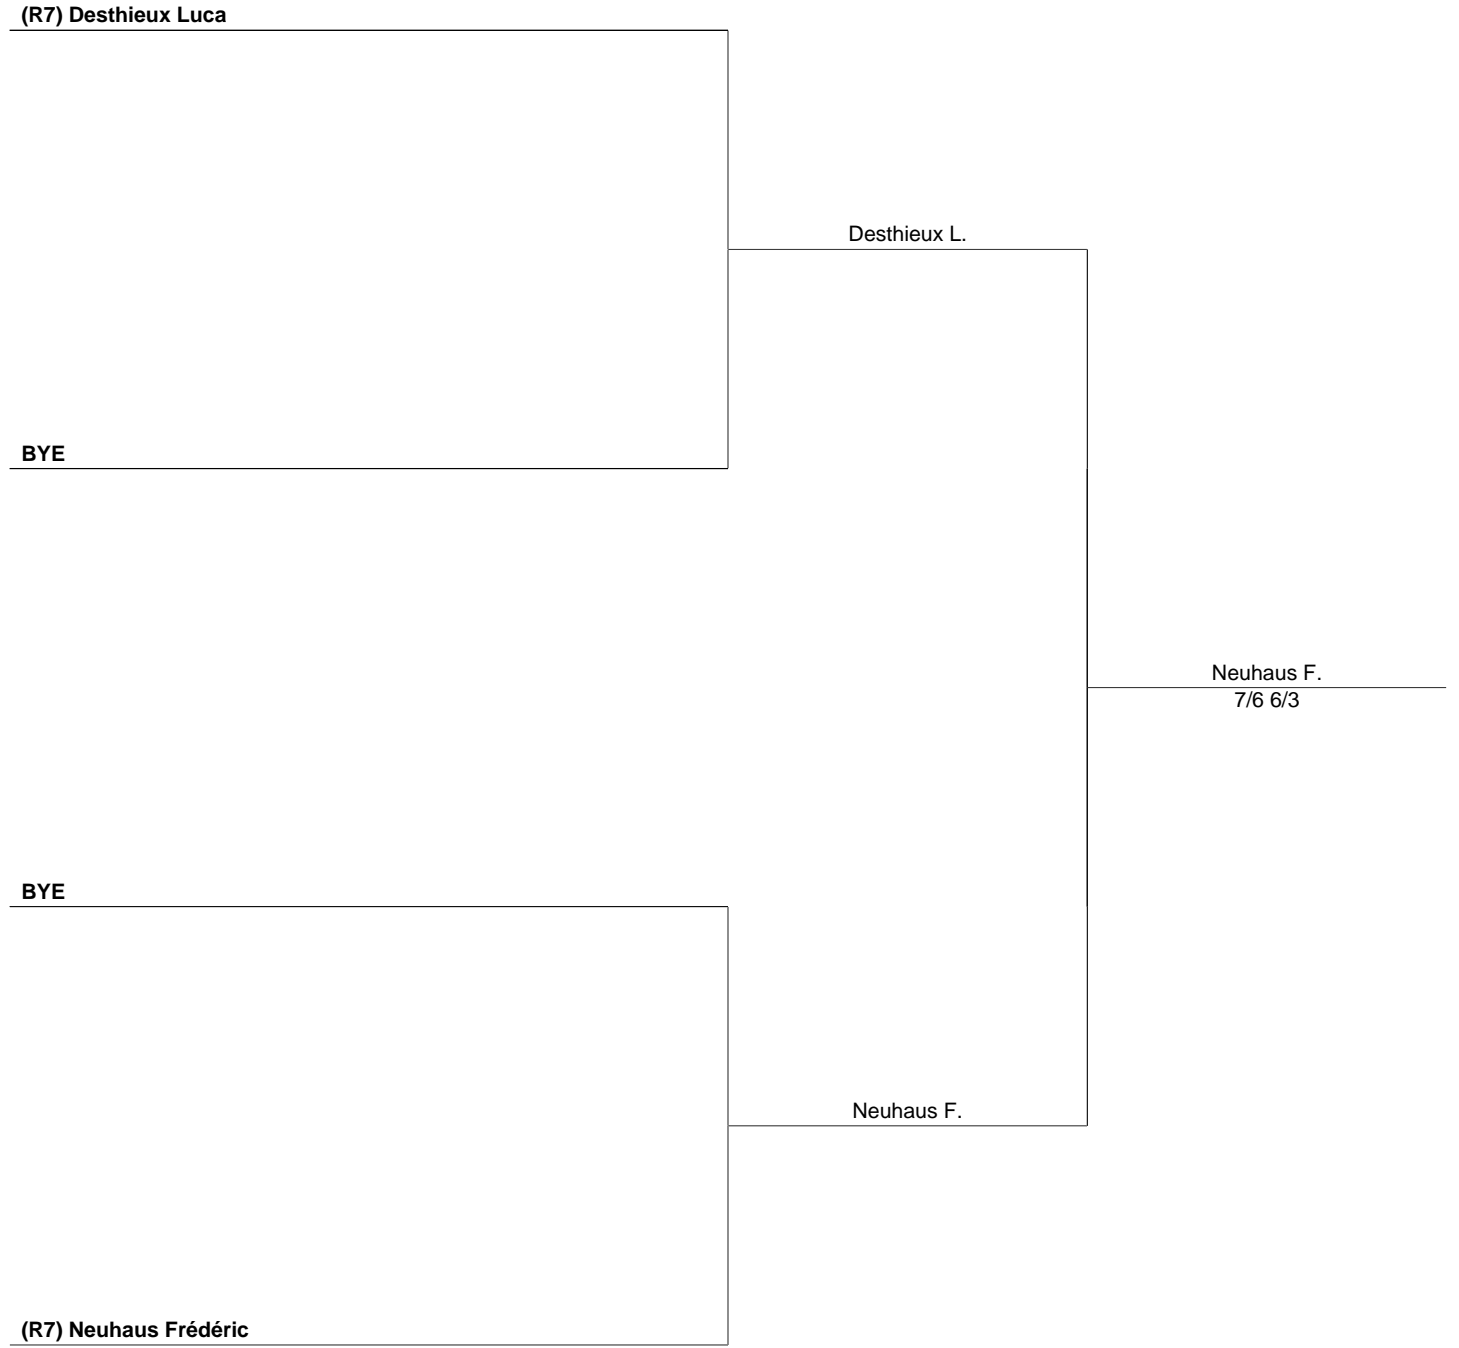 (R7) Desthieux Luca
Desthieux L.
BYE
Neuhaus F.
7/6 6/3
BYE
Neuhaus F.
(R7) Neuhaus Frédéric